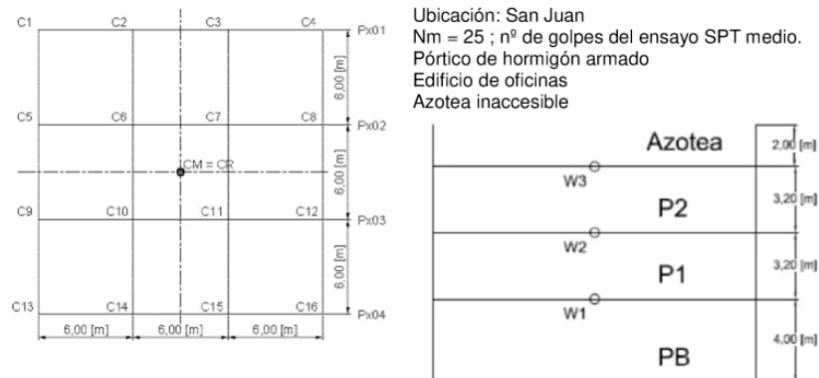 C1 C2 C3 C4 Px01
6,00 [m]
C5 C6 C7 C8 Px02
CM = CR
6,00 [m]
C9 C10 C11 C12 Px03
6,00 [m]
C13 C14 C15 C16 Px04
6,00 [m] 6,00 [m] 6,00 [m]
Ubicación: San Juan
Nm = 25 ; nº de golpes del ensayo SPT medio.
Pórtico de hormigón armado
Edificio de oficinas
Azotea inaccesible
Azotea 2,00 [m]
W3
P2 3,20 [m]
W2
P1 3,20 [m]
W1
PB 4,00 [m]